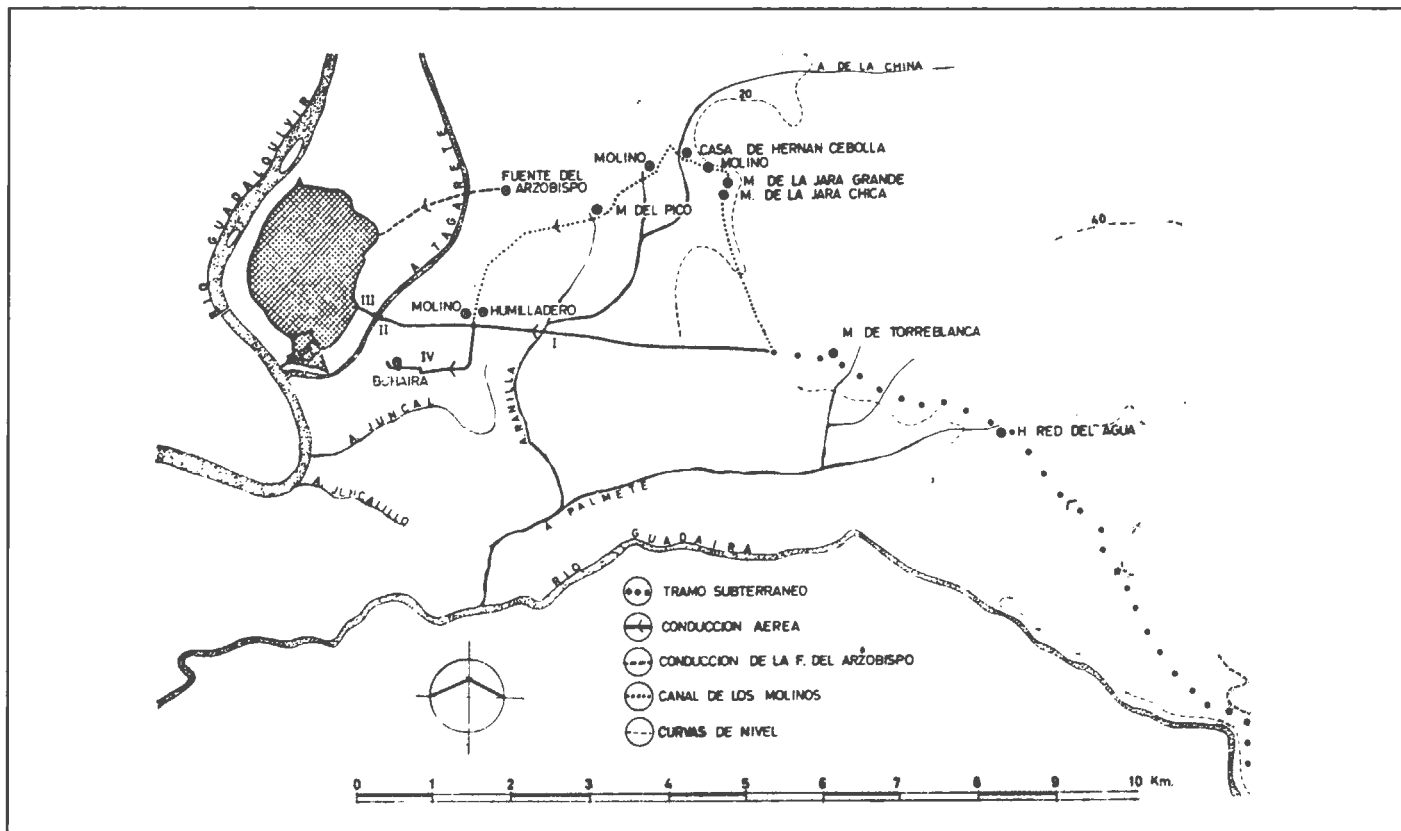 A DE LA CHINA
20
RIO GUADALQUIVIR
A TAGARETE
MOLINO
CASA DE HERNAN CEBOLLA
MOLINO
FUENTE DEL
ARZOBISPO
M DE LA JARA GRANDE
M. DE LA JARA CHICA
M DEL PICO
40
III
MOLINO
HUMILLADERO
II
I
M DE TORREBLANCA
IV
BUHAIRA
A JUNCAL
ARANILLA
H RED DEL AGUA
A JUNCALILLO
A PALMETE
RIO GUADAIRA
TRAMO SUBTERRANEO
CONDUCCION AEREA
CONDUCCION DE LA F. DEL ARZOBISPO
CANAL DE LOS MOLINOS
CURVAS DE NIVEL
0 1 2 3 4 5 6 7 8 9 10 Km.